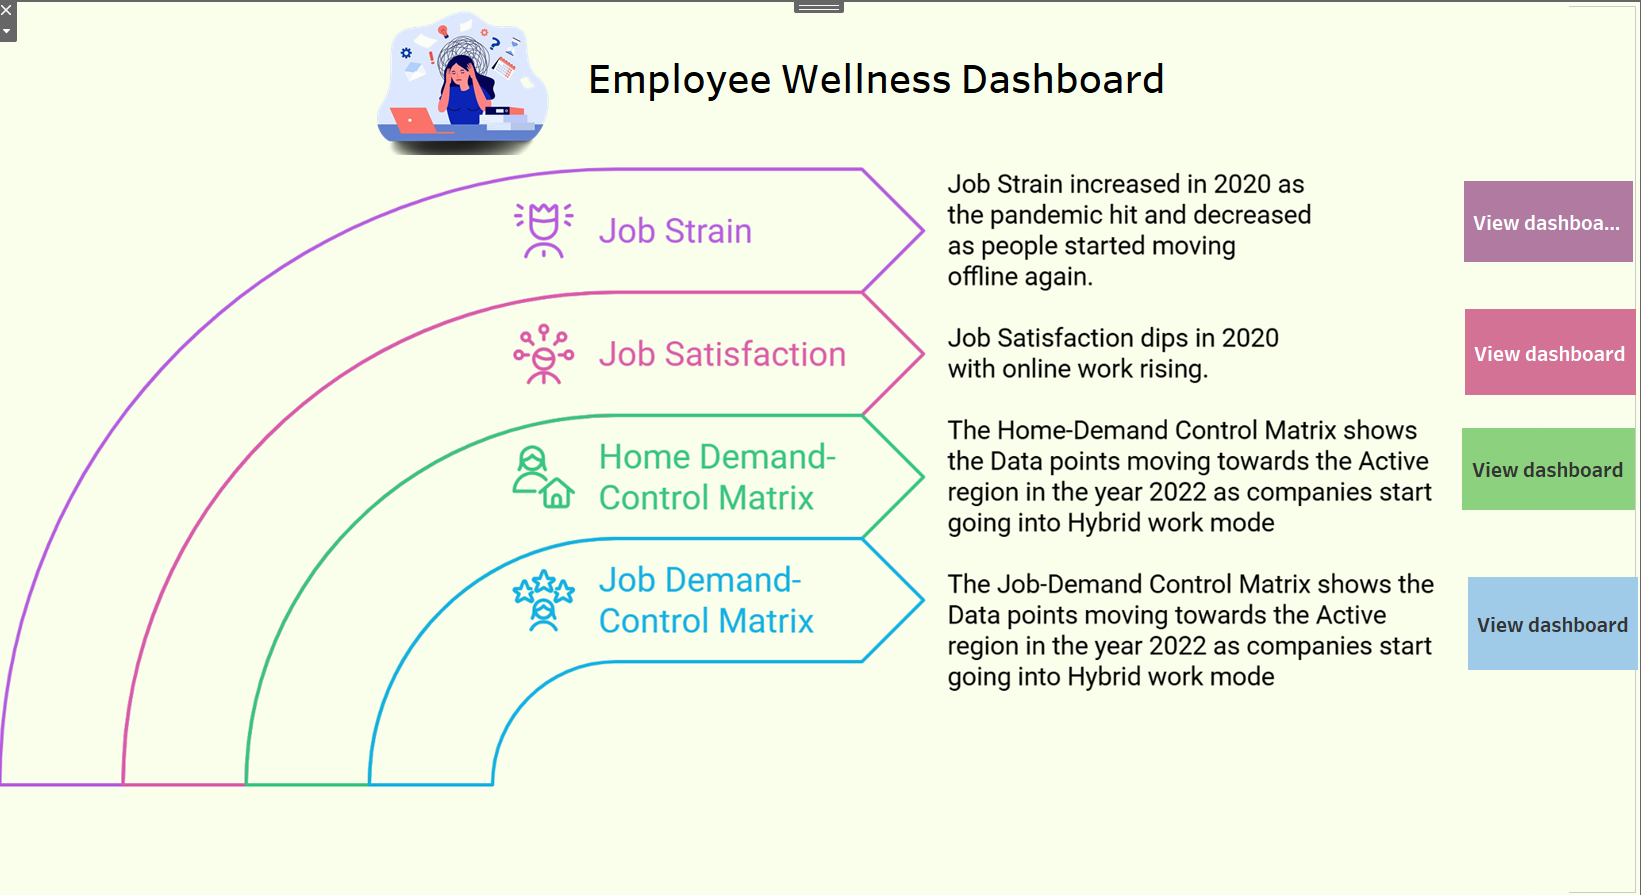 Employee Wellness Dashboard
Job Strain
Job Strain increased in 2020 as
the pandemic hit and decreased
as people started moving
offline again.
View dashboa...
Job Satisfaction
Job Satisfaction dips in 2020
with online work rising.
View dashboard
Home Demand-
Control Matrix
The Home-Demand Control Matrix shows
the Data points moving towards the Active
region in the year 2022 as companies start
going into Hybrid work mode
View dashboard
Job Demand-
Control Matrix
The Job-Demand Control Matrix shows the
Data points moving towards the Active
region in the year 2022 as companies start
going into Hybrid work mode
View dashboard